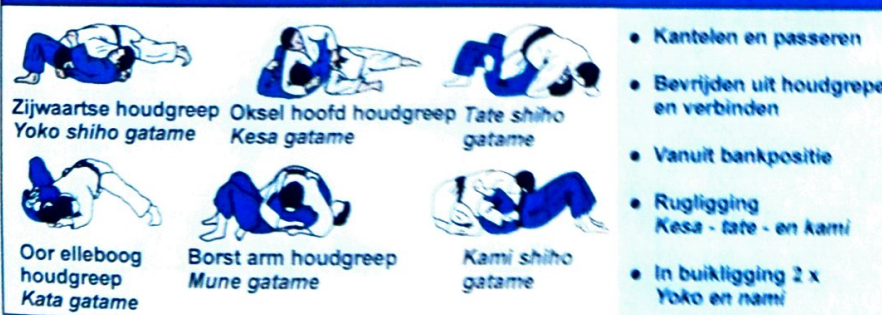 Zijwaartse houdgreep
Yoko shiho gatame
Oksel hoofd houdgreep
Kesa gatame
Tate shiho
gatame
Oor elleboog
houdgreep
Kata gatame
Borst arm houdgreep
Mune gatame
Kami shiho
gatame
• Kantelen en passeren
• Bevrijden uit houdgrepe
en verbinden
• Vanuit bankpositie
• Rugligging
Kesa - tate - en kami
• In buikligging 2 x
Yoko en nami